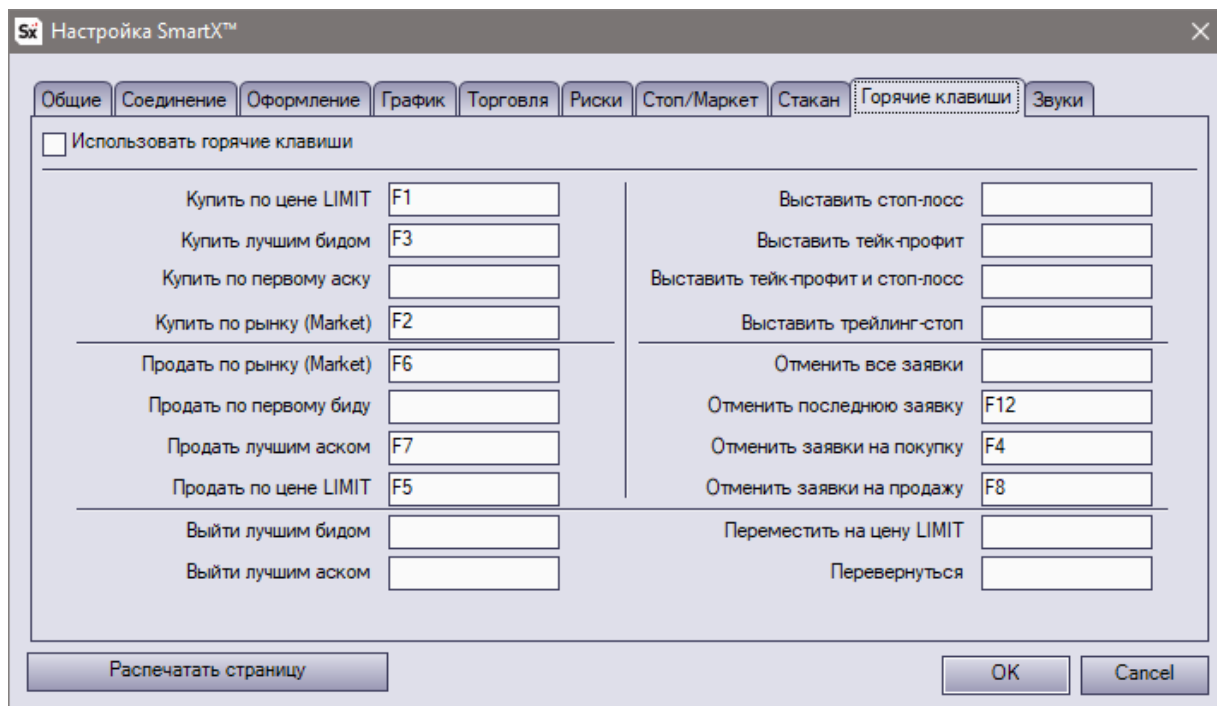 Sx Настройка SmartX™
Общие Соединение Оформление График Торговля Риски Стоп/Маркет Стакан Горячие клавиши Звуки
Использовать горячие клавиши
Купить по цене LIMIT F1
Купить лучшим бидом F3
Купить по первому аску
Купить по рынку (Market) F2
Продать по рынку (Market) F6
Продать по первому биду
Продать лучшим аском F7
Продать по цене LIMIT F5
Выйти лучшим бидом
Выйти лучшим аском
Выставить стоп-лосс
Выставить тейк-профит
Выставить тейк-профит и стоп-лосс
Выставить трейлинг-стоп
Отменить все заявки
Отменить последнюю заявку F12
Отменить заявки на покупку F4
Отменить заявки на продажу F8
Переместить на цену LIMIT
Перевернуться
Распечатать страницу
OK Cancel